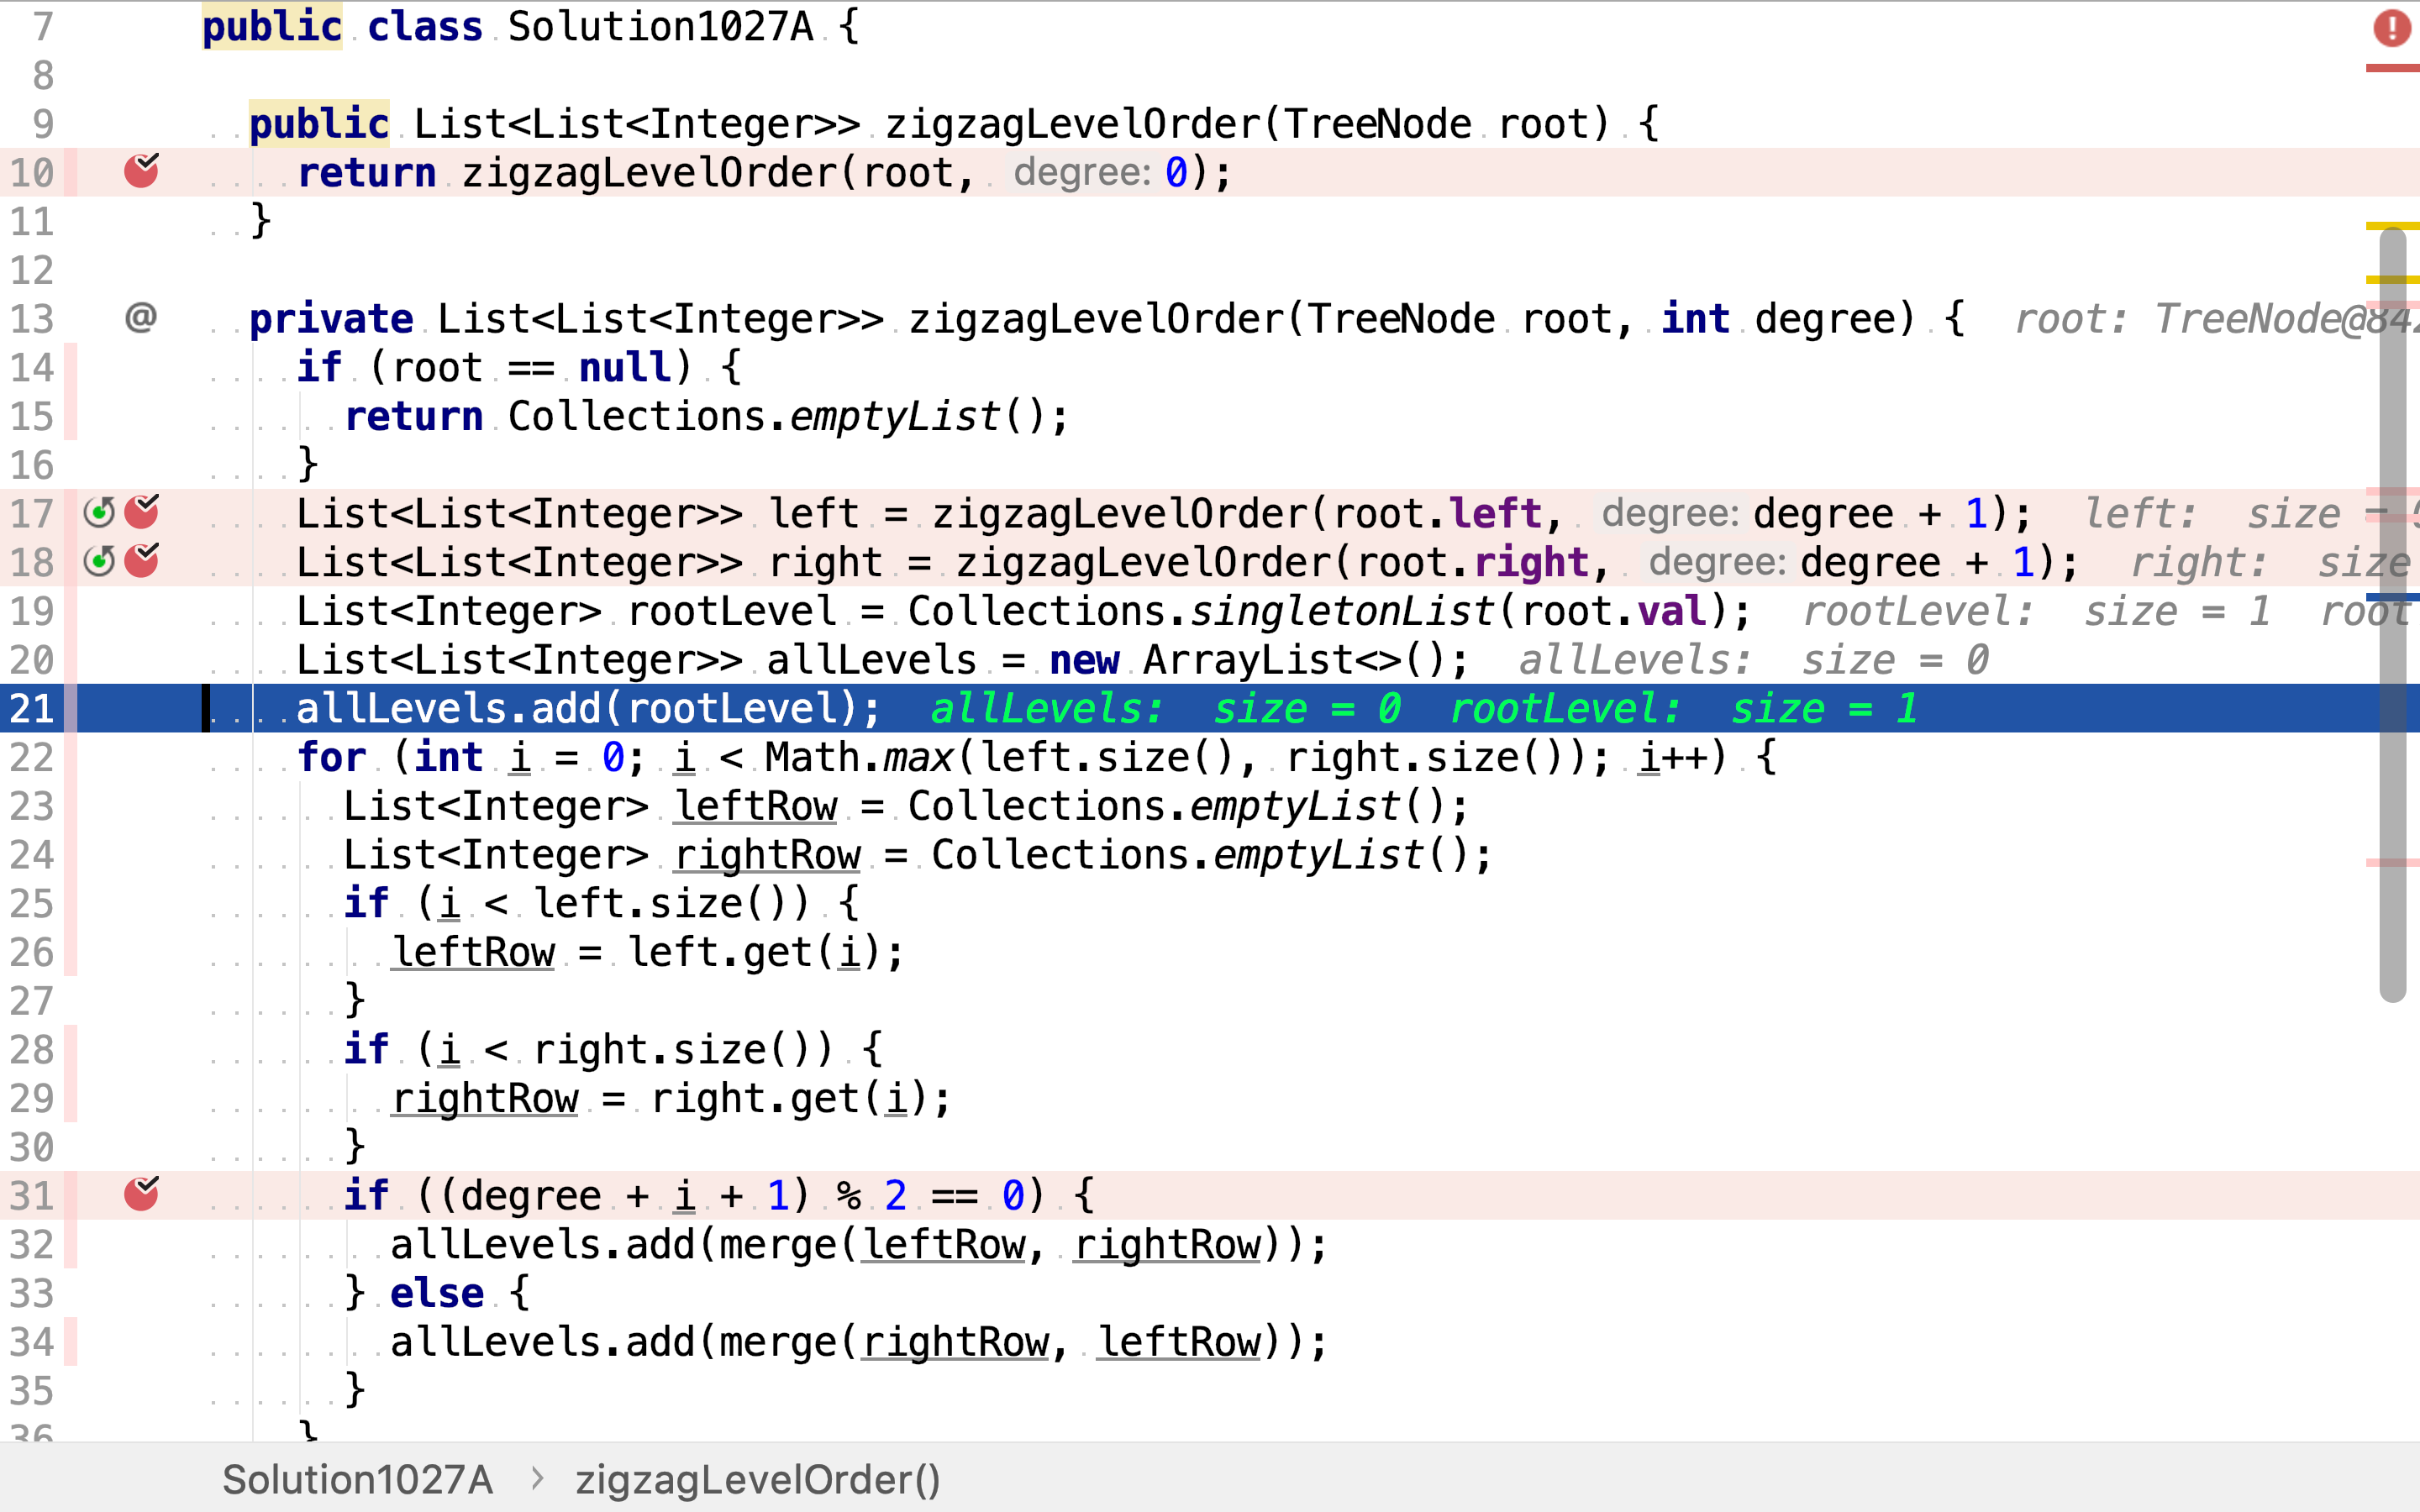 7 public class Solution1027A {
8
9 public List<List<Integer>> zigzagLevelOrder(TreeNode root) {
10 return zigzagLevelOrder(root, degree: 0);
11 }
12
13 @ private List<List<Integer>> zigzagLevelOrder(TreeNode root, int degree) { root: TreeNode@84
14 if (root == null) {
15 return Collections.emptyList();
16 }
17 List<List<Integer>> left = zigzagLevelOrder(root.left, degree: degree + 1); left: size =
18 List<List<Integer>> right = zigzagLevelOrder(root.right, degree: degree + 1); right: size
19 List<Integer> rootLevel = Collections.singletonList(root.val); rootLevel: size = 1 root
20 List<List<Integer>> allLevels = new ArrayList<>(); allLevels: size = 0
21 allLevels.add(rootLevel); allLevels: size = 0 rootLevel: size = 1
22 for (int i = 0; i < Math.max(left.size(), right.size()); i++) {
23 List<Integer> leftRow = Collections.emptyList();
24 List<Integer> rightRow = Collections.emptyList();
25 if (i < left.size()) {
26 leftRow = left.get(i);
27 }
28 if (i < right.size()) {
29 rightRow = right.get(i);
30 }
31 if ((degree + i + 1) % 2 == 0) {
32 allLevels.add(merge(leftRow, rightRow));
33 } else {
34 allLevels.add(merge(rightRow, leftRow));
35 }
36 }
Solution1027A > zigzagLevelOrder()